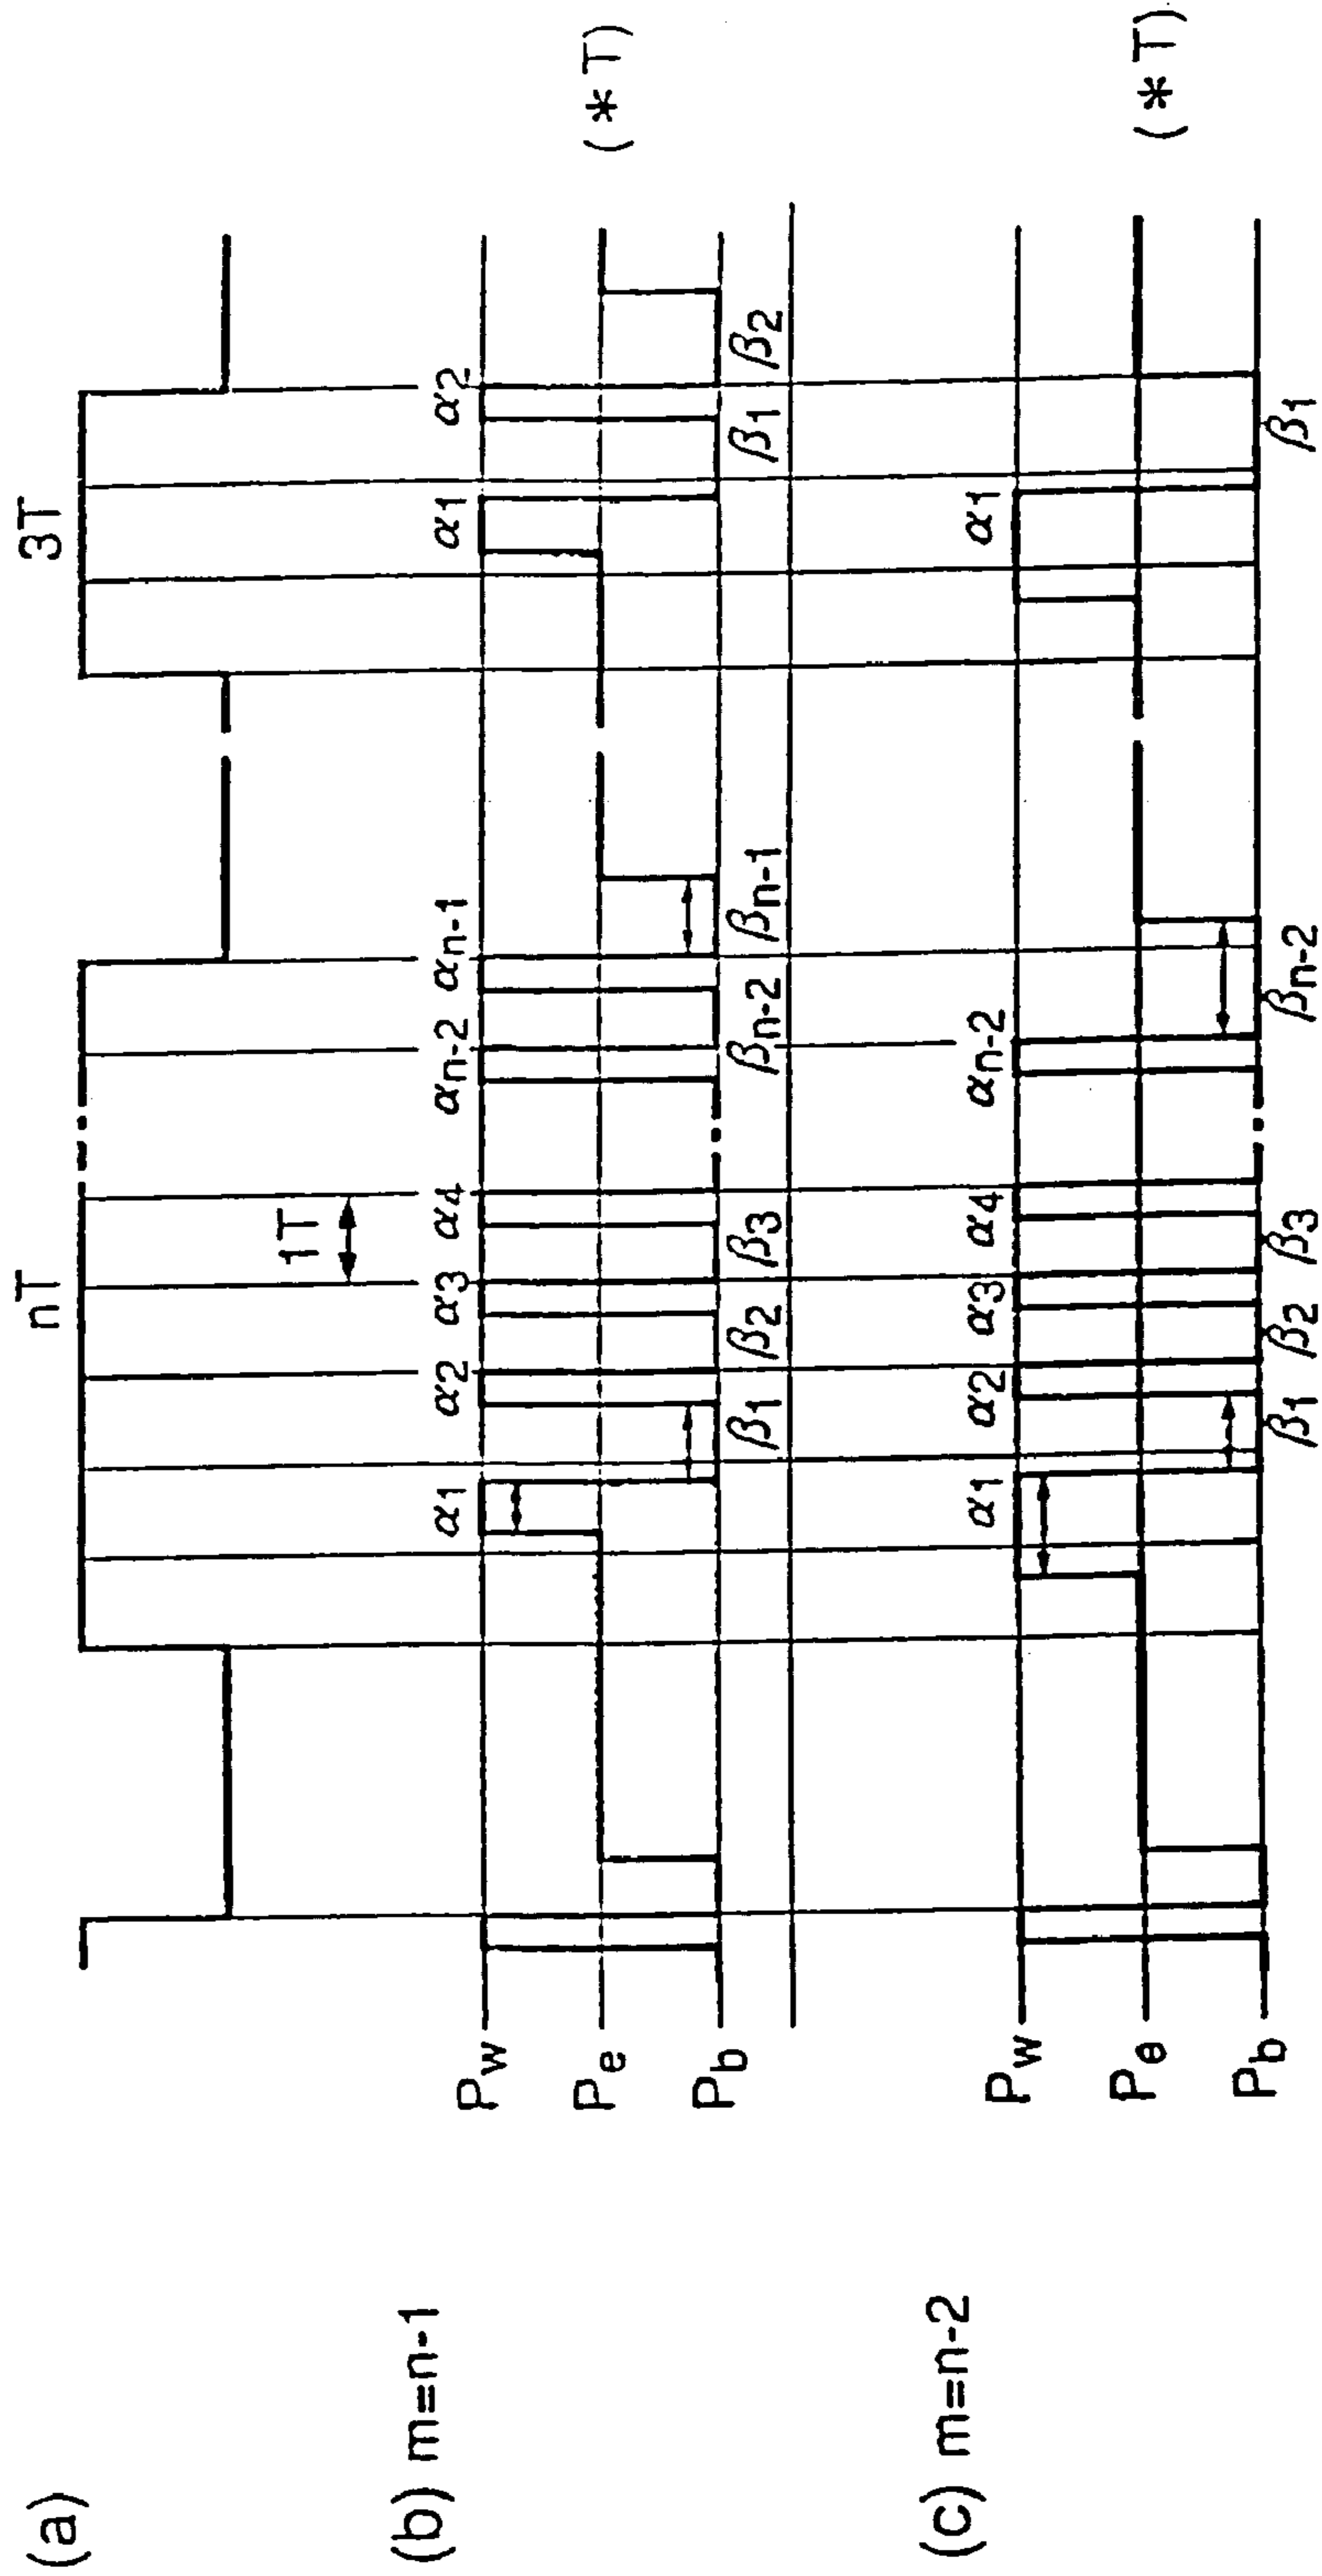 (a)
nT
3T
1T
(b) m=n-1
α1
α2
α3
α4
αn-2
αn-1
α1
α2
Pw
Pe
(*T)
Pb
β1
β2
β3
βn-2
βn-1
β1
β2
(c) m=n-2
α1
α2
α3
α4
αn-2
α1
Pw
Pe
(*T)
Pb
β1
β2
β3
βn-2
β1